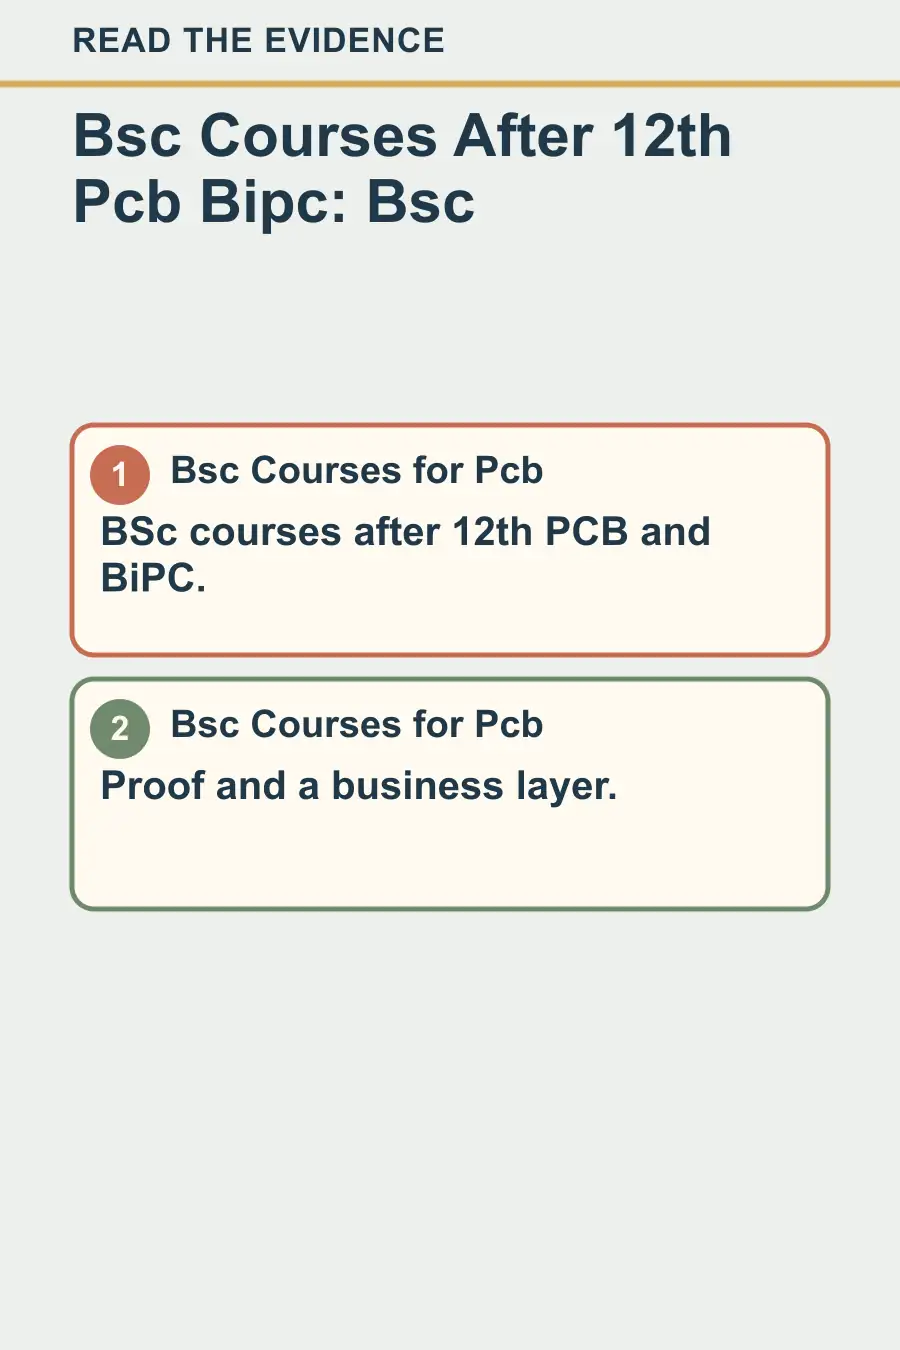 READ THE EVIDENCE
Bsc Courses After 12th
Pcb Bipc: Bsc
1 Bsc Courses for Pcb
BSc courses after 12th PCB and
BiPC.
2 Bsc Courses for Pcb
Proof and a business layer.